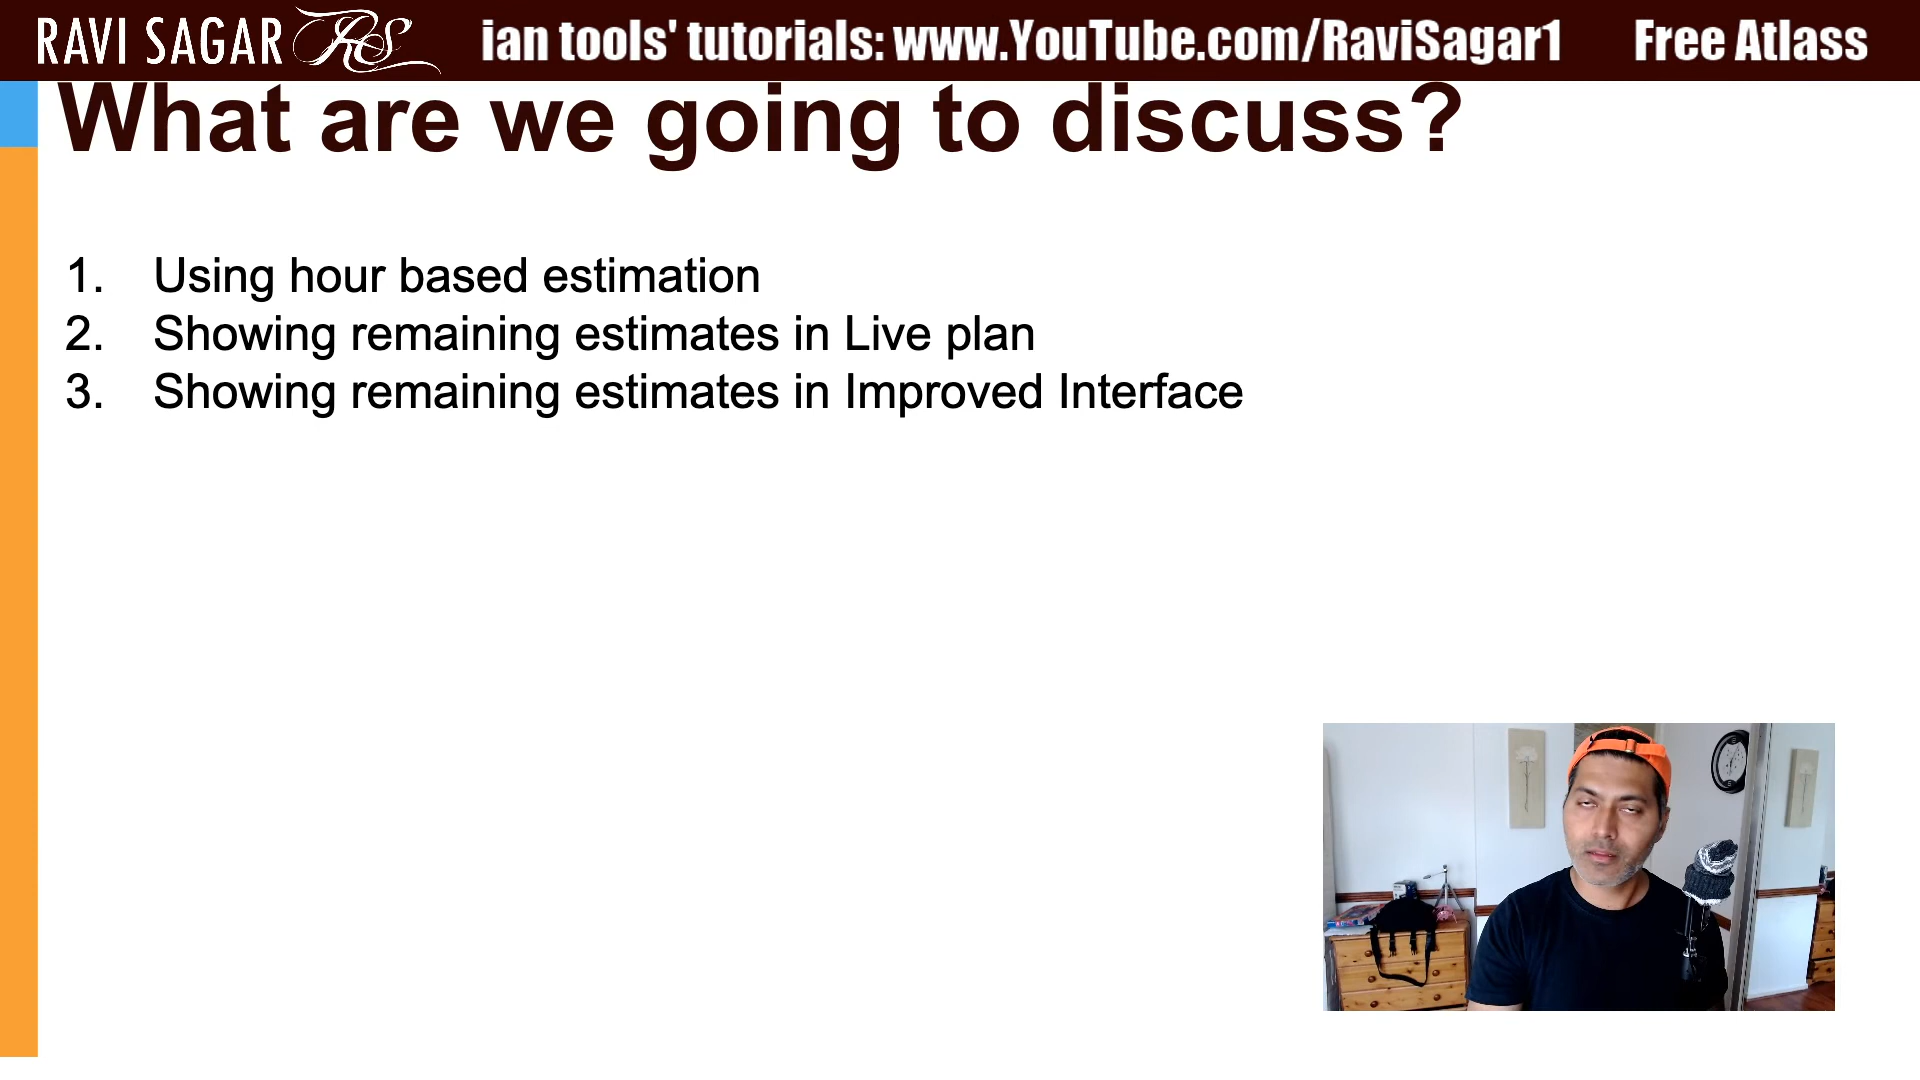 RAVI SAGAR RS ian tools' tutorials: www.YouTube.com/RaviSagar1 Free Atlass
What are we going to discuss?
1. Using hour based estimation
2. Showing remaining estimates in Live plan
3. Showing remaining estimates in Improved Interface